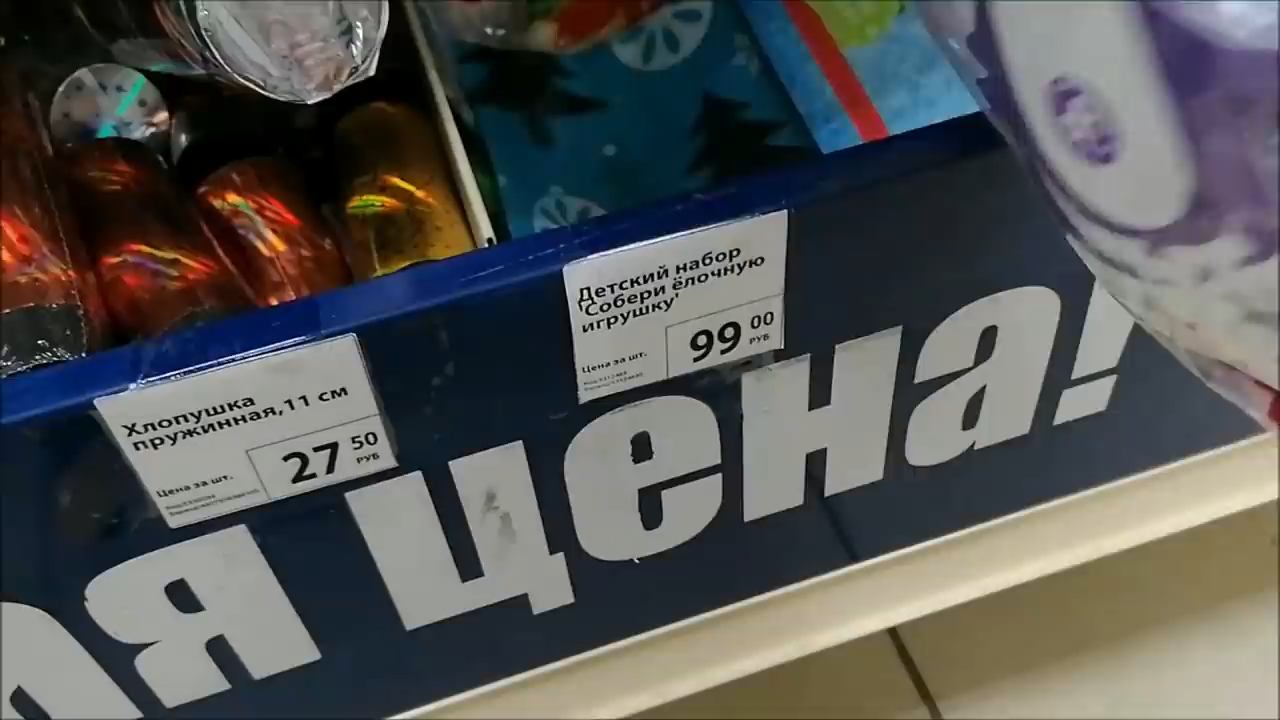 Детский набор
'Собери ёлочную
игрушку'
Цена за шт.
99 00
РУБ
Хлопушка
пружинная,11 см
Цена за шт.
27 50
РУБ
я цена!